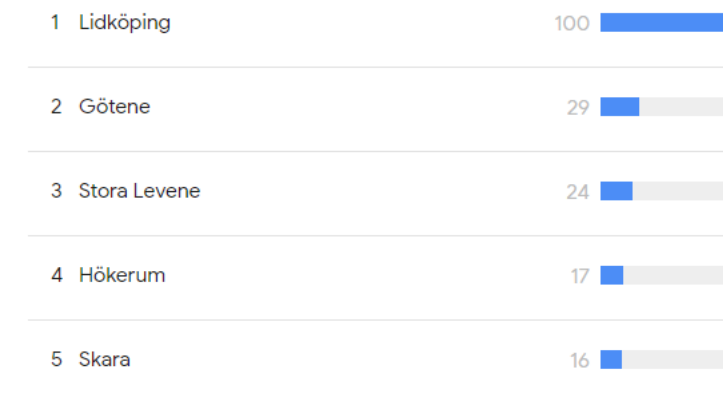 1 Lidköping 100
2 Götene 29
3 Stora Levene 24
4 Hökerum 17
5 Skara 16